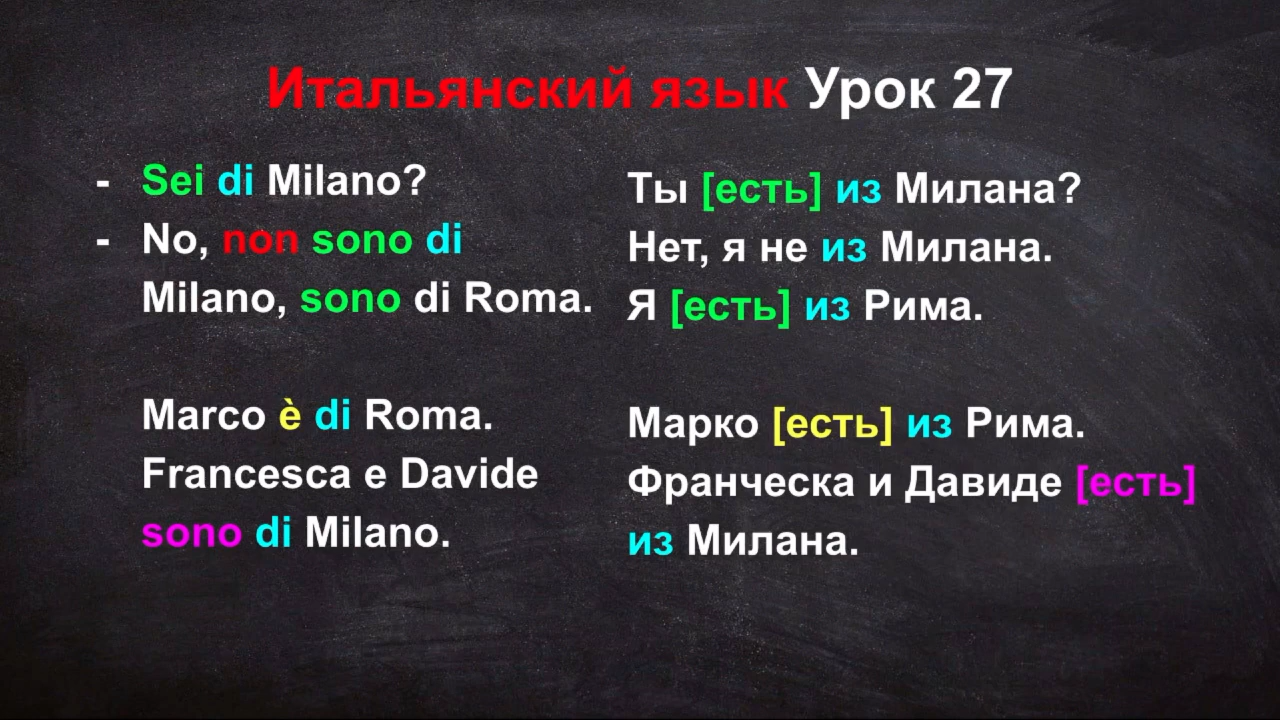 Итальянский язык Урок 27
- Sei di Milano?
- No, non sono di
Milano, sono di Roma.
Marco è di Roma.
Francesca e Davide
sono di Milano.
Ты [есть] из Милана?
Нет, я не из Милана.
Я [есть] из Рима.
Марко [есть] из Рима.
Франческа и Давиде [есть]
из Милана.